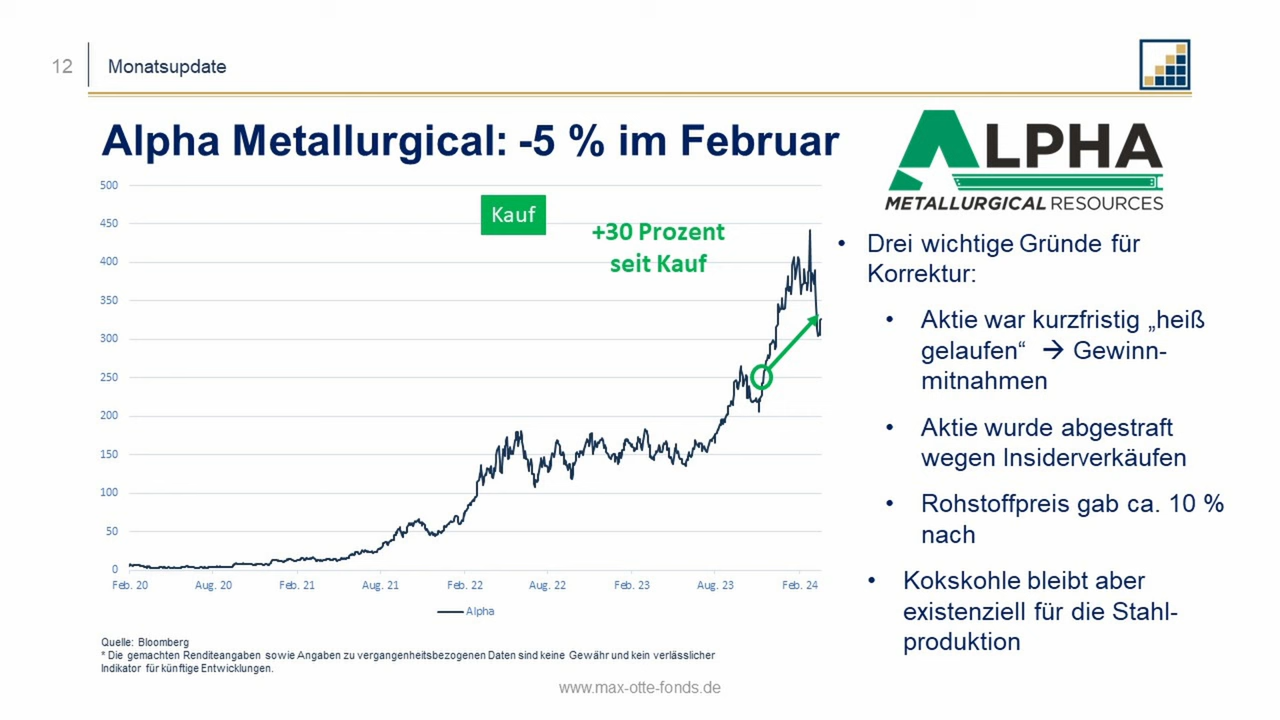 12
Monatsupdate
Alpha Metallurgical: -5 % im Februar
ALPHA
METALLURGICAL RESOURCES
500
450
400
350
300
250
200
150
100
50
0
Kauf
+30 Prozent
seit Kauf
Feb. 20
Aug. 20
Feb. 21
Aug. 21
Feb. 22
Aug. 22
Feb. 23
Aug. 23
Feb. 24
Alpha
• Drei wichtige Gründe für
Korrektur:
• Aktie war kurzfristig „heiß
gelaufen“ → Gewinn-
mitnahmen
• Aktie wurde abgestraft
wegen Insiderverkäufen
• Rohstoffpreis gab ca. 10 %
nach
• Kokskohle bleibt aber
existenziell für die Stahl-
produktion
Quelle: Bloomberg
* Die gemachten Renditeangaben sowie Angaben zu vergangenheitsbezogenen Daten sind keine Gewähr und kein verlässlicher
Indikator für künftige Entwicklungen.
www.max-otte-fonds.de